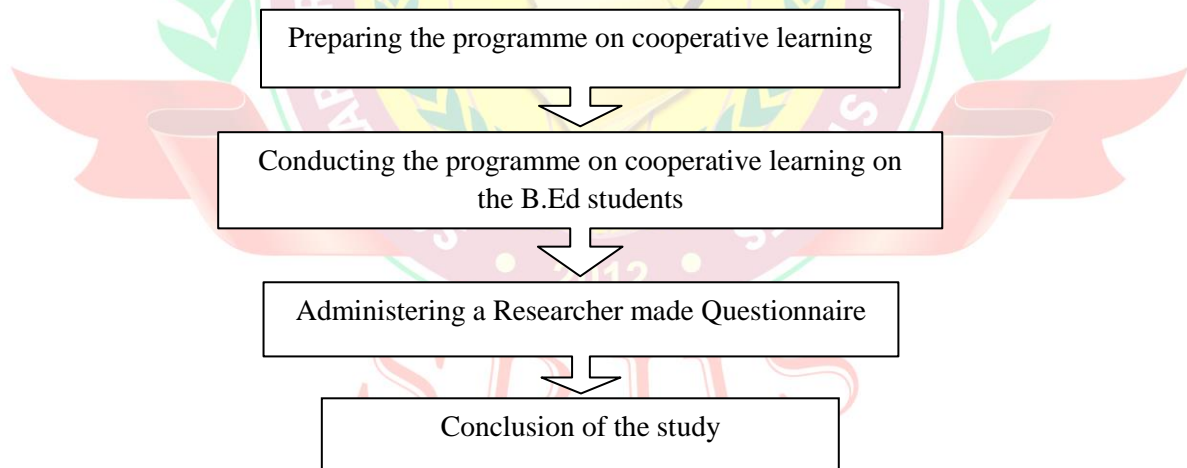 Preparing the programme on cooperative learning
Conducting the programme on cooperative learning on
the B.Ed students
2012
Administering a Researcher made Questionnaire
Conclusion of the study